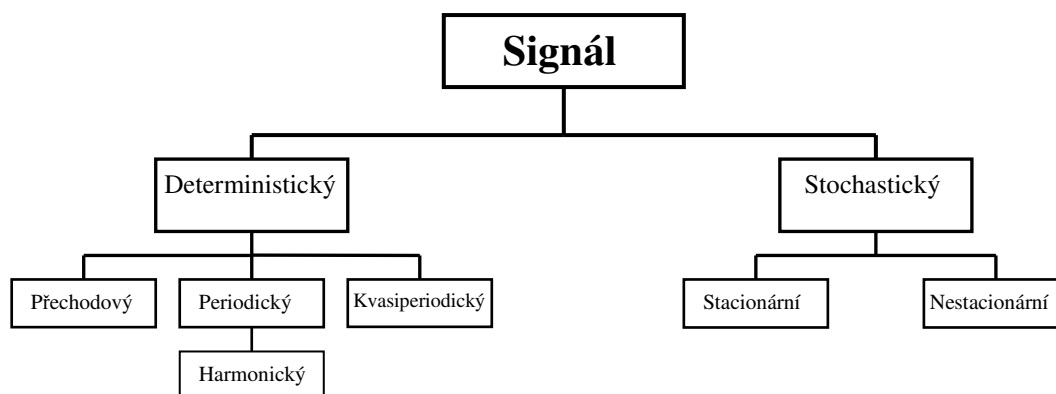 Signál
Deterministický
Stochastický
Přechodový
Periodický
Kvasiperiodický
Stacionární
Nestacionární
Harmonický